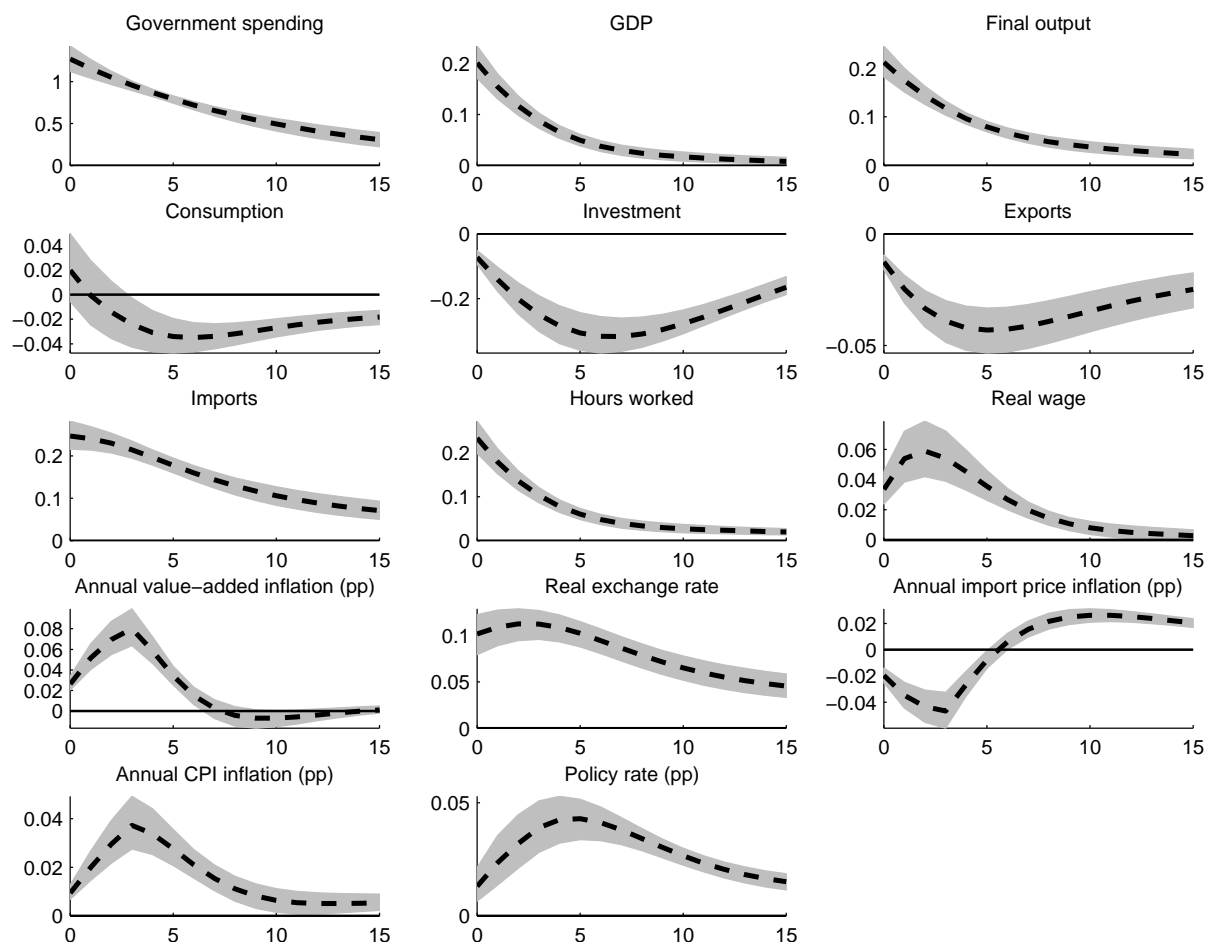 Government spending
1
0.5
0
0 5 10 15
GDP
0.2
0.1
0
0 5 10 15
Final output
0.2
0.1
0
0 5 10 15
Consumption
0.04
0.02
0
−0.02
−0.04
0 5 10 15
Investment
0
−0.2
0 5 10 15
Exports
0
−0.05
0 5 10 15
Imports
0.2
0.1
0
0 5 10 15
Hours worked
0.2
0.1
0
0 5 10 15
Real wage
0.06
0.04
0.02
0
0 5 10 15
Annual value−added inflation (pp)
0.08
0.06
0.04
0.02
0
0 5 10 15
Real exchange rate
0.1
0.05
0
0 5 10 15
Annual import price inflation (pp)
0.02
0
−0.02
−0.04
0 5 10 15
Annual CPI inflation (pp)
0.04
0.02
0
0 5 10 15
Policy rate (pp)
0.05
0
0 5 10 15